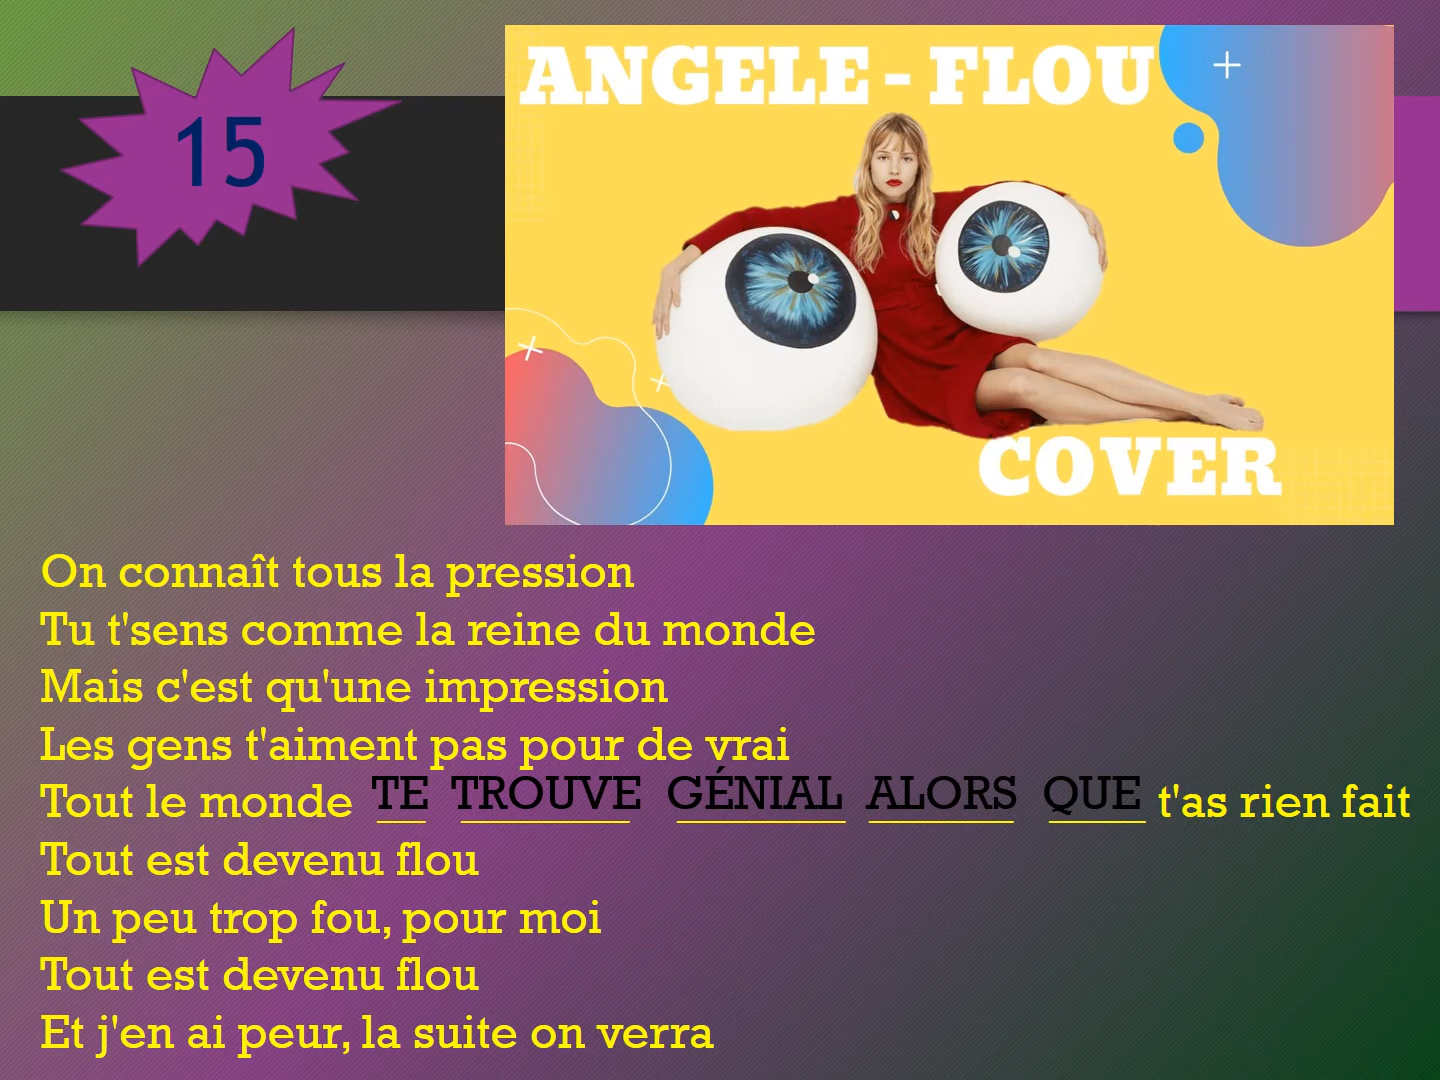 15
ANGELE - FLOU
COVER
On connaît tous la pression
Tu t'sens comme la reine du monde
Mais c'est qu'une impression
Les gens t'aiment pas pour de vrai
Tout le monde TE TROUVE GÉNIAL ALORS QUE t'as rien fait
Tout est devenu flou
Un peu trop fou, pour moi
Tout est devenu flou
Et j'en ai peur, la suite on verra